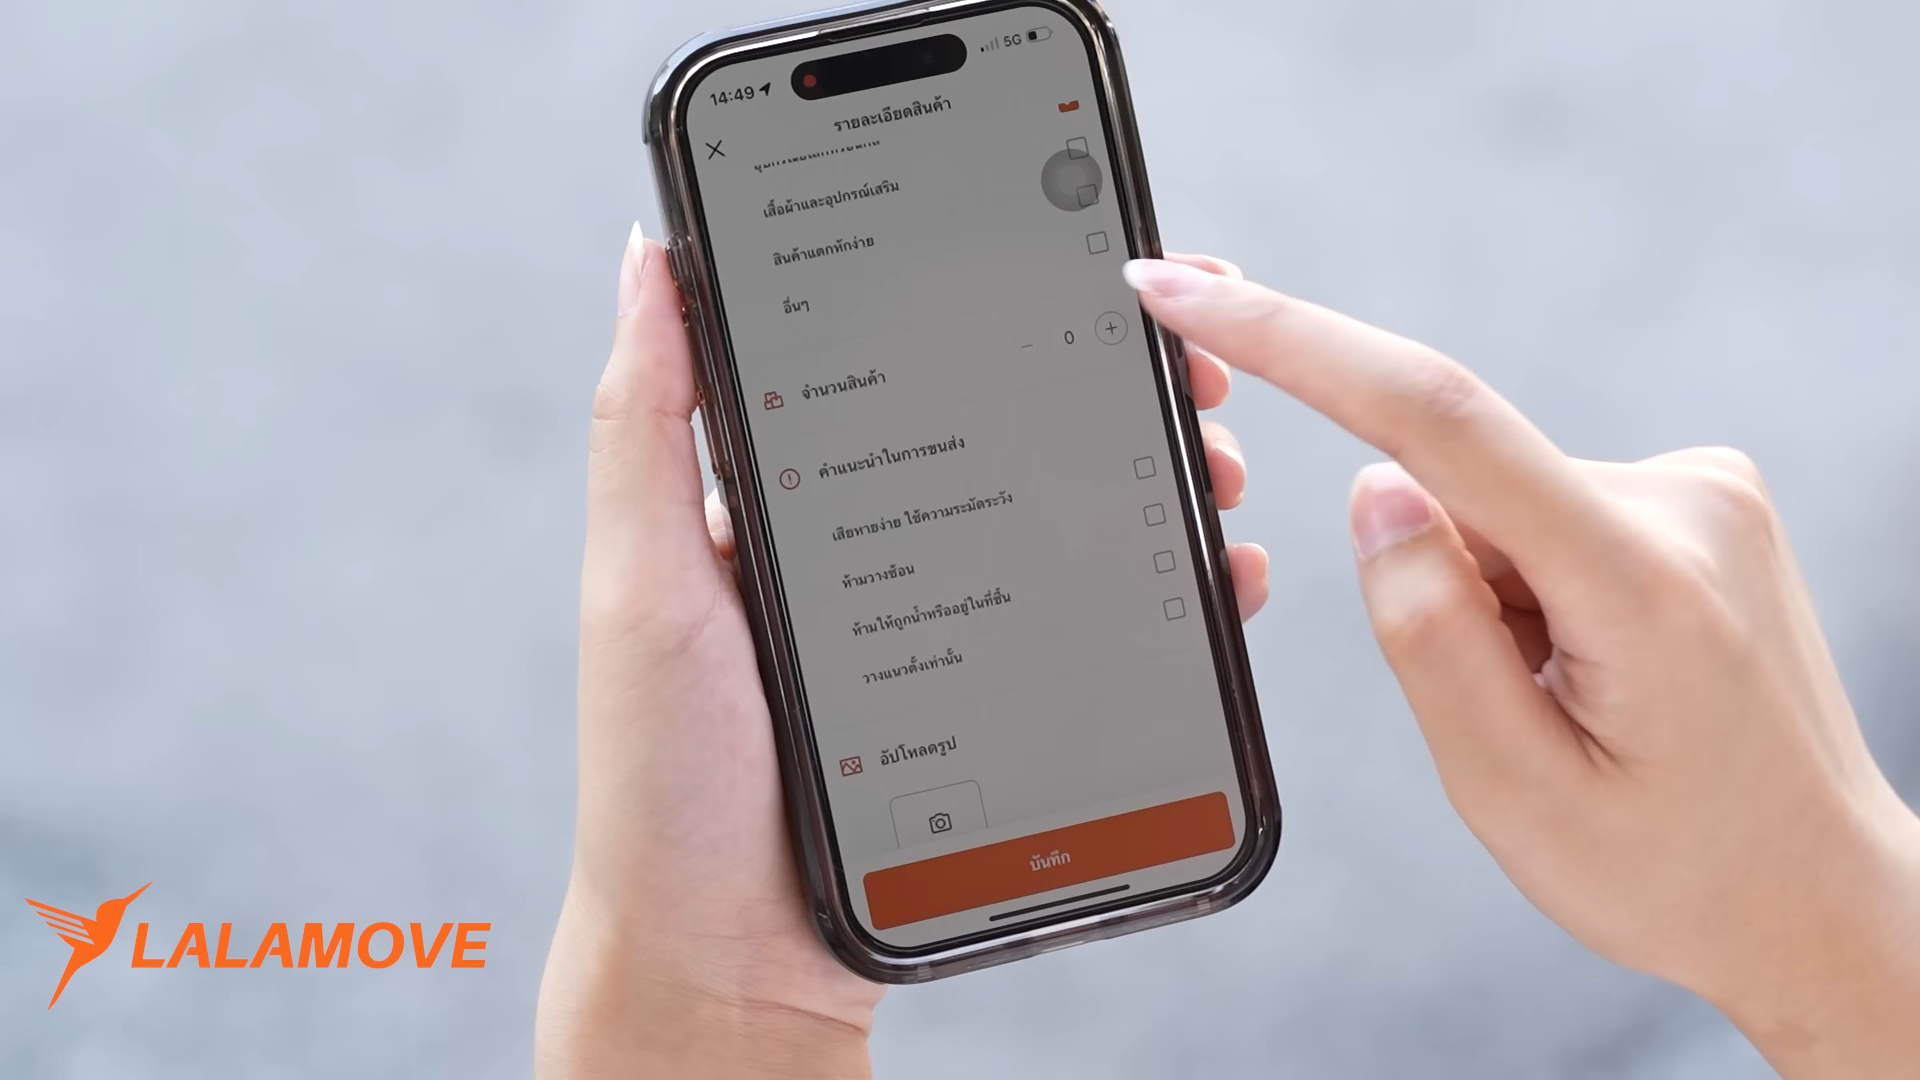 14:49
5G
รายละเอียดสินค้า
เสื้อผ้าและอุปกรณ์เสริม
สินค้าแตกหักง่าย
อื่นๆ
0
จำนวนสินค้า
คำแนะนำในการขนส่ง
เสียหายง่าย ใช้ความระมัดระวัง
ห้ามวางซ้อน
ห้ามให้ถูกน้ำหรืออยู่ในที่ชื้น
วางแนวตั้งเท่านั้น
อัปโหลดรูป
บันทึก
LALAMOVE